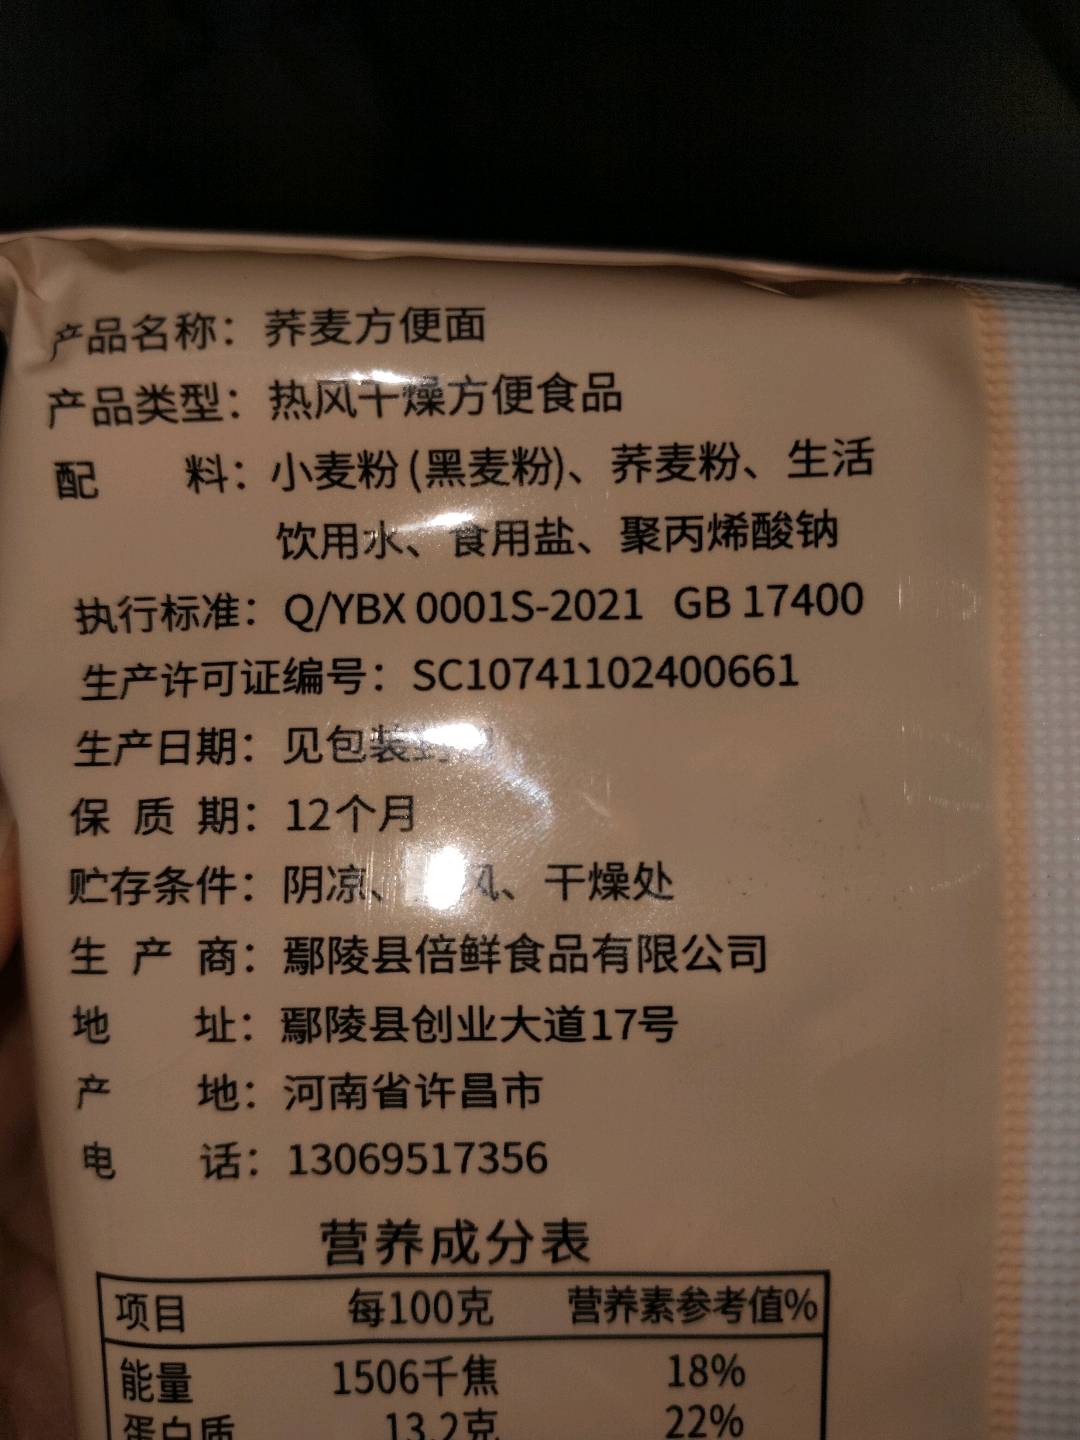 产品名称：荞麦方便面
产品类型：热风干燥方便食品
配 料：小麦粉(黑麦粉)、荞麦粉、生活
饮用水、食用盐、聚丙烯酸钠
执行标准：Q/YBX 0001S-2021 GB 17400
生产许可证编号：SC10741102400661
生产日期：见包装
保 质 期：12个月
贮存条件：阴凉、风、干燥处
生 产 商：鄢陵县倍鲜食品有限公司
地 址：鄢陵县创业大道17号
产 地：河南省许昌市
电 话：13069517356
营养成分表
项目 每100克 营养素参考值%
能量 1506千焦 18%
蛋白质 13.2克 22%